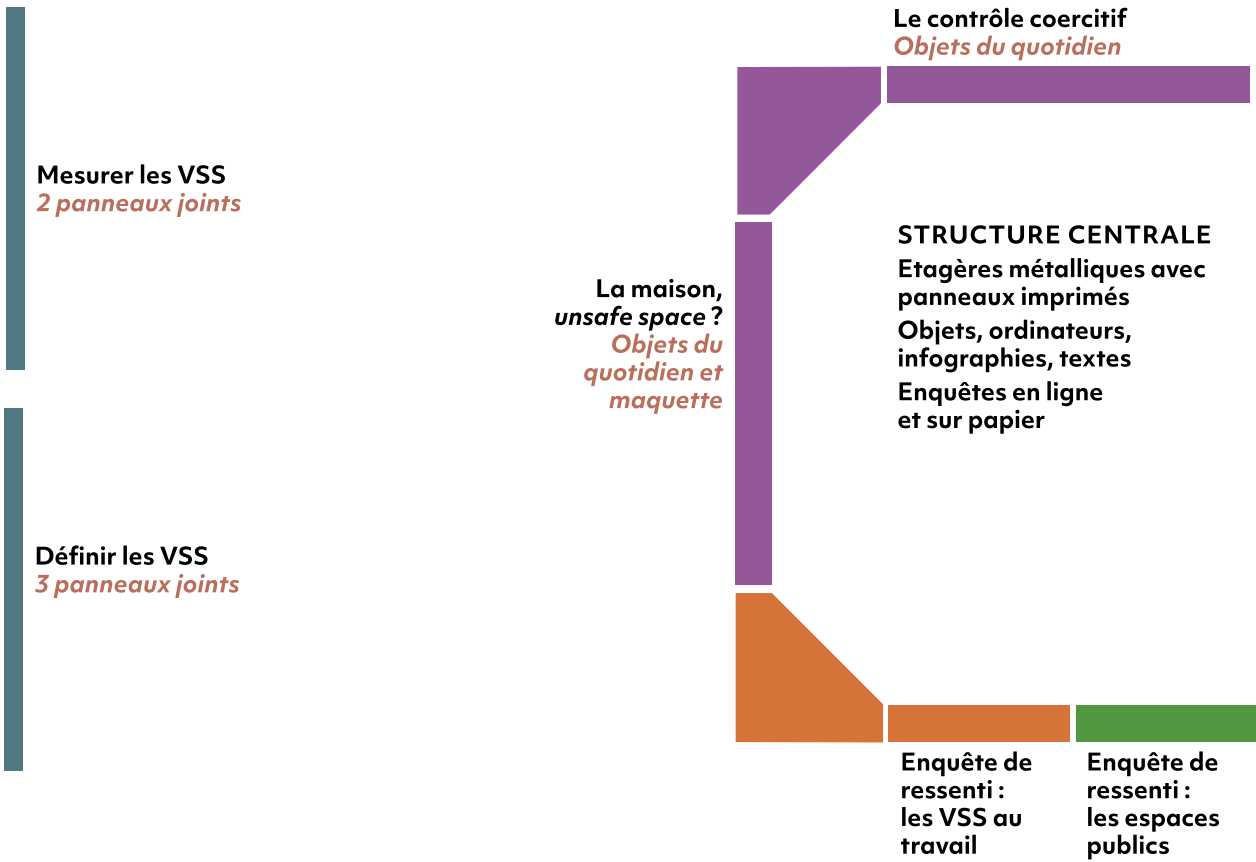 Le contrôle coercitif
Objets du quotidien
Mesurer les VSS
2 panneaux joints
STRUCTURE CENTRALE
Etagères métalliques avec
panneaux imprimés
Objets, ordinateurs,
infographies, textes
Enquêtes en ligne
et sur papier
La maison,
unsafe space ?
Objets du
quotidien et
maquette
Définir les VSS
3 panneaux joints
Enquête de
ressenti :
les VSS au
travail
Enquête de
ressenti :
les espaces
publics